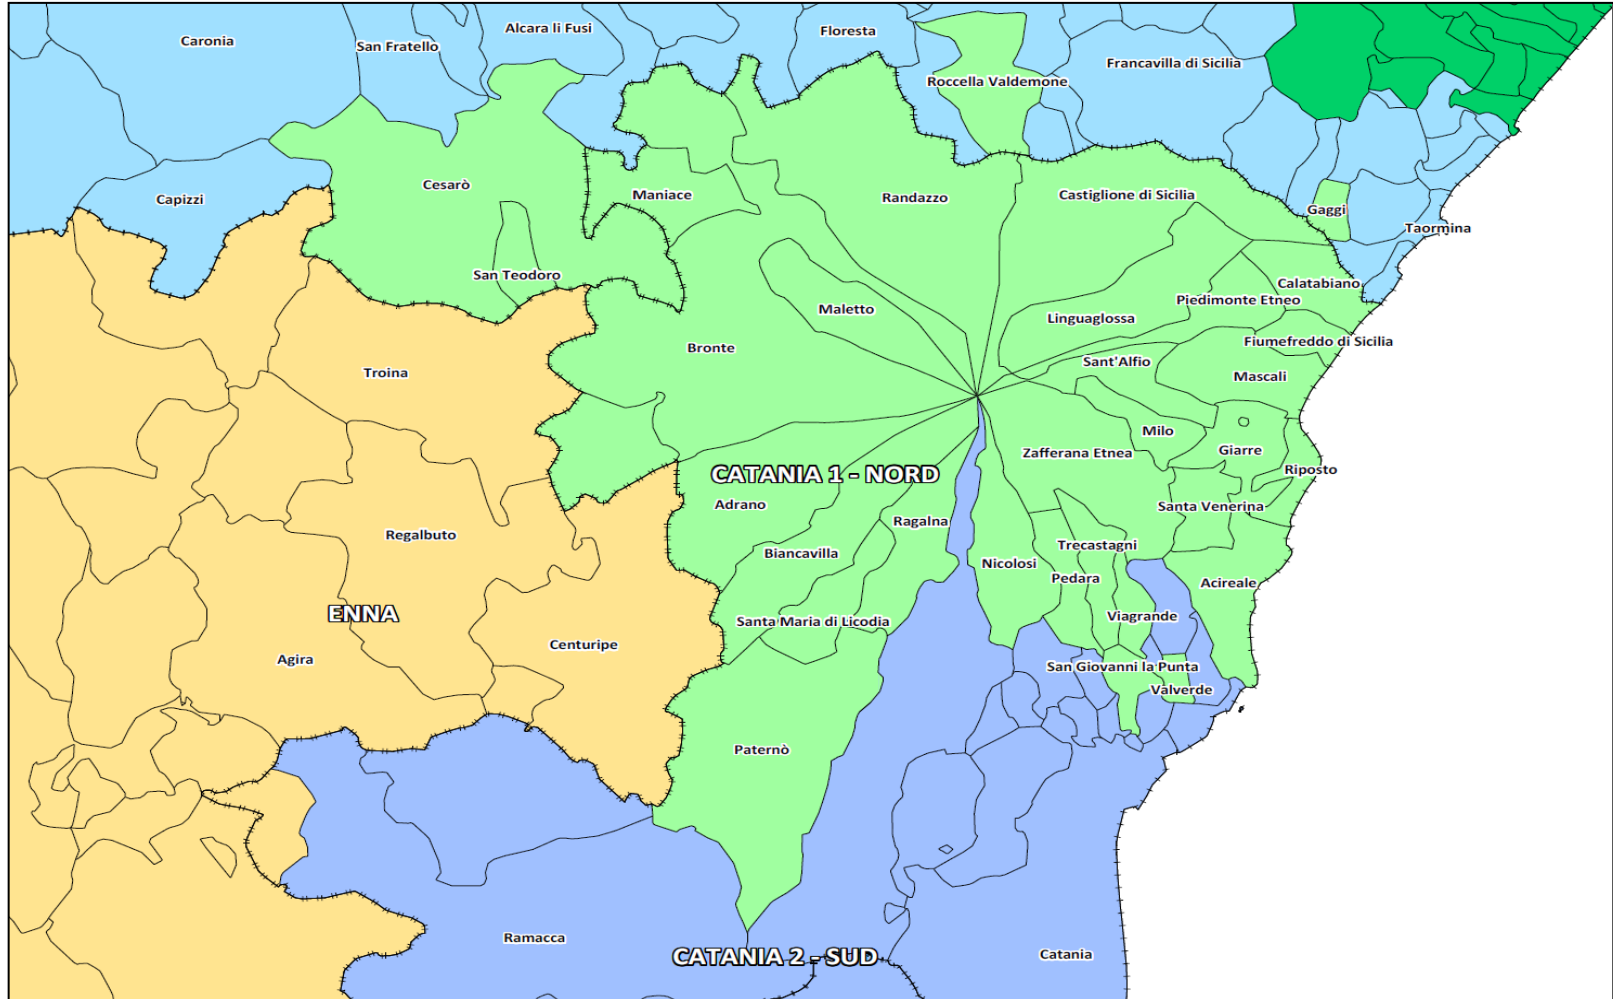 Alcara li Fusi
Floresta
Caronia
San Fratello
Francavilla di Sicilia
Roccella Valdemone
Cesarò
Maniace
Randazzo
Castiglione di Sicilia
Capizzi
Gaggi
Taormina
San Teodoro
Calatabiano
Piedimonte Etneo
Maletto
Linguaglossa
Fiumefreddo di Sicilia
Bronte
Sant'Alfio
Troina
Mascali
Milo
Zafferana Etnea
Giarre
Riposto
CATANIA 1 - NORD
Adrano
Santa Venerina
Ragalna
Regalbuto
Trecastagni
Biancavilla
Nicolosi
Pedara
Acireale
ENNA
Viagrande
Santa Maria di Licodia
Centuripe
Agira
San Giovanni la Punta
Valverde
Paternò
Ramacca
CATANIA 2 - SUD
Catania